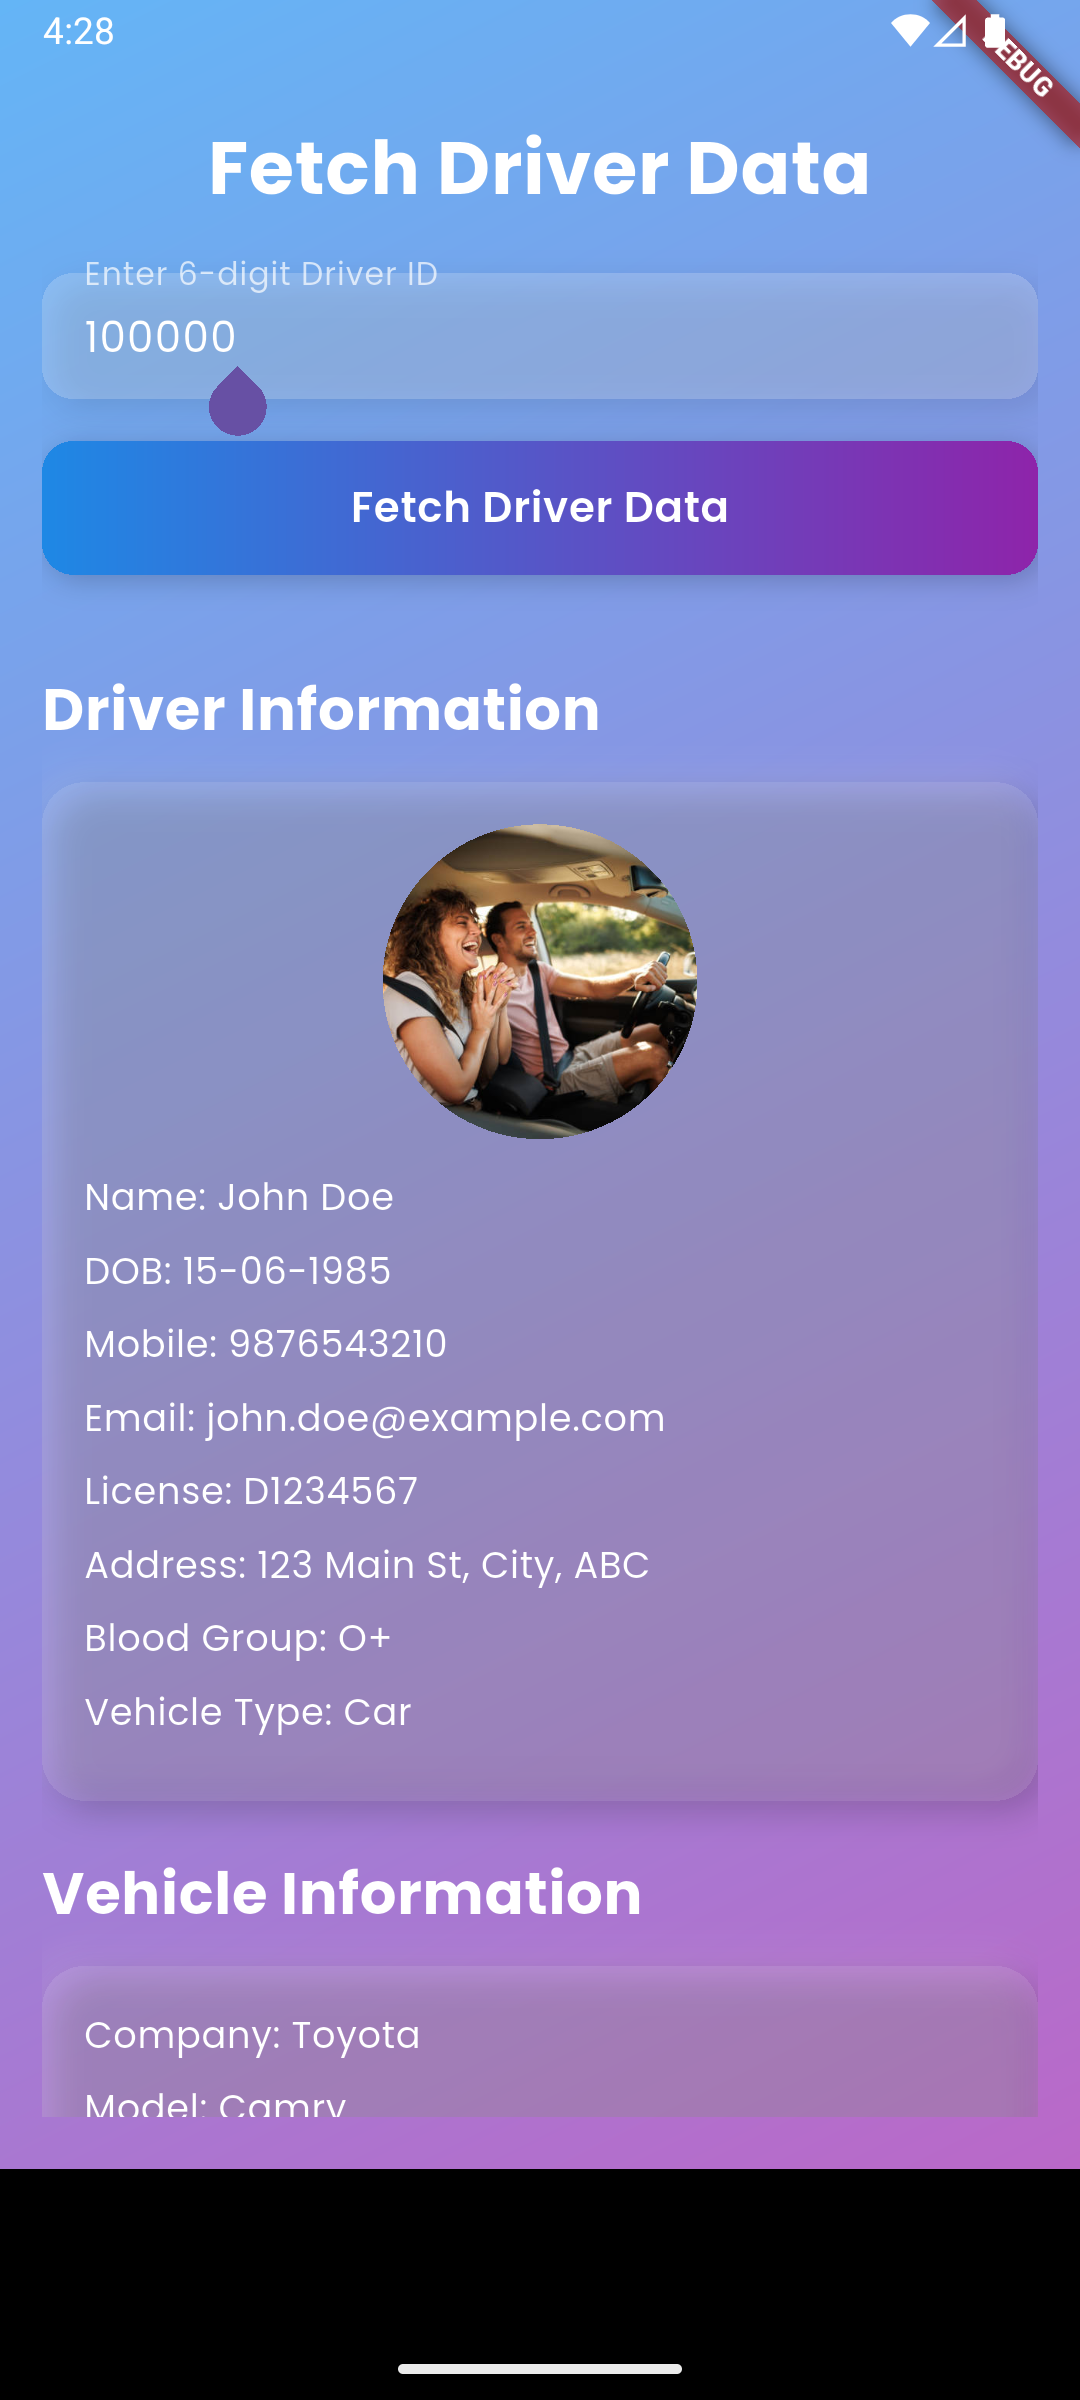 4:28
EBUG
Fetch Driver Data
Enter 6-digit Driver ID
100000
Fetch Driver Data
Driver Information
Name: John Doe
DOB: 15-06-1985
Mobile: 9876543210
Email: john.doe@example.com
License: D1234567
Address: 123 Main St, City, ABC
Blood Group: O+
Vehicle Type: Car
Vehicle Information
Company: Toyota
Model: Camry